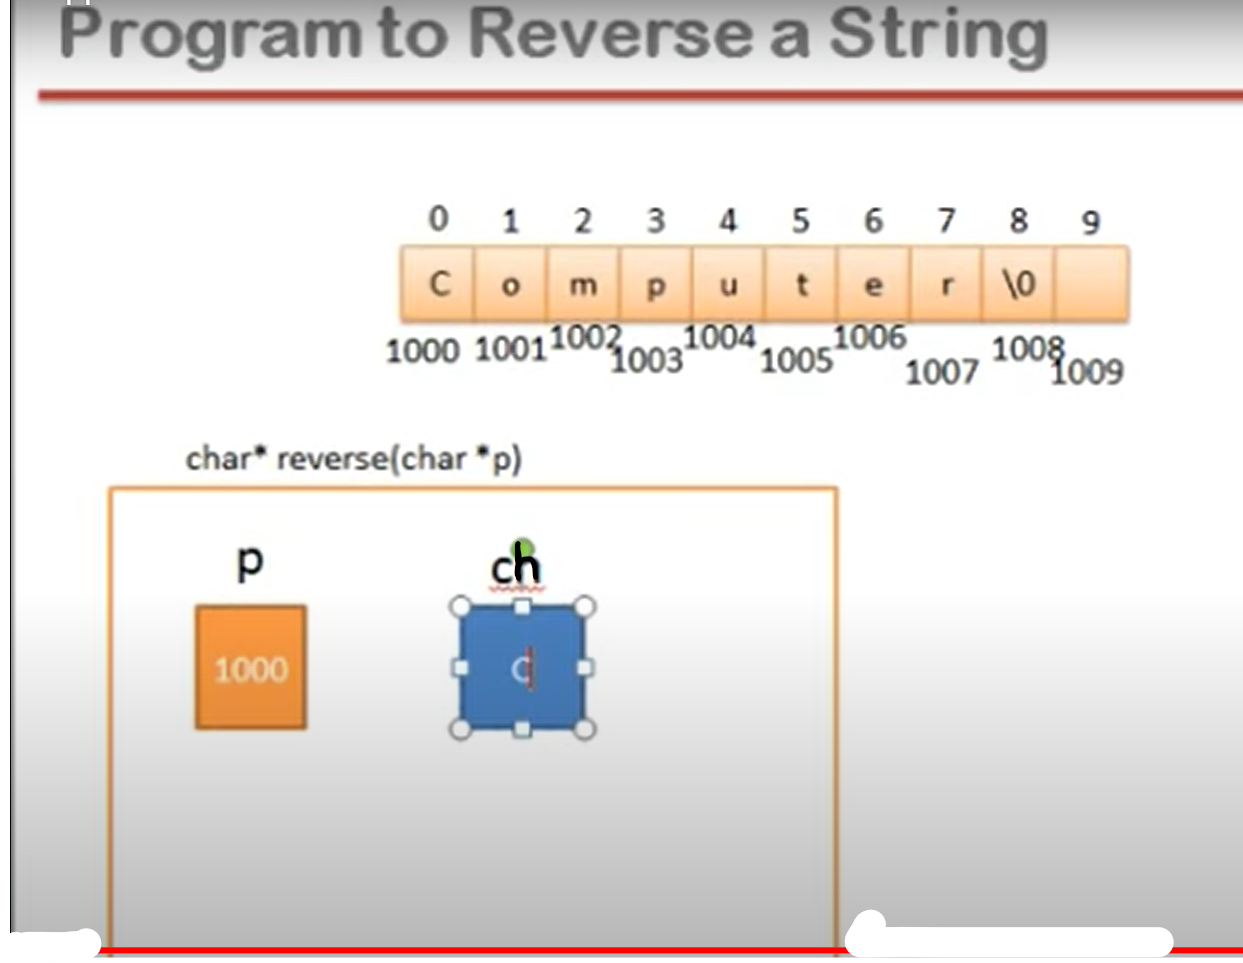 Program to Reverse a String
0 1 2 3 4 5 6 7 8 9
C o m p u t e r \0
1000 1001 1002 1003 1004 1005 1006 1007 1008 1009
char* reverse(char *p)
p ch
1000 C